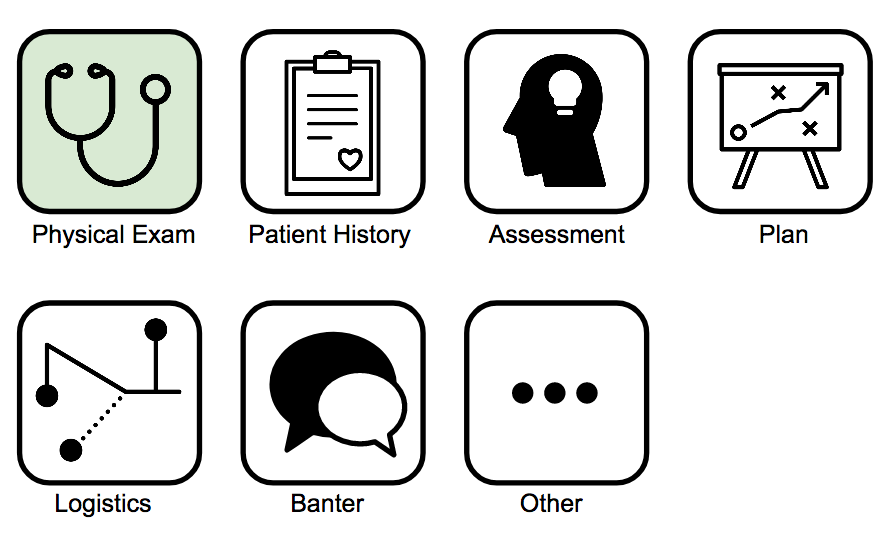 Physical Exam
Patient History
Assessment
Plan
Logistics
Banter
Other